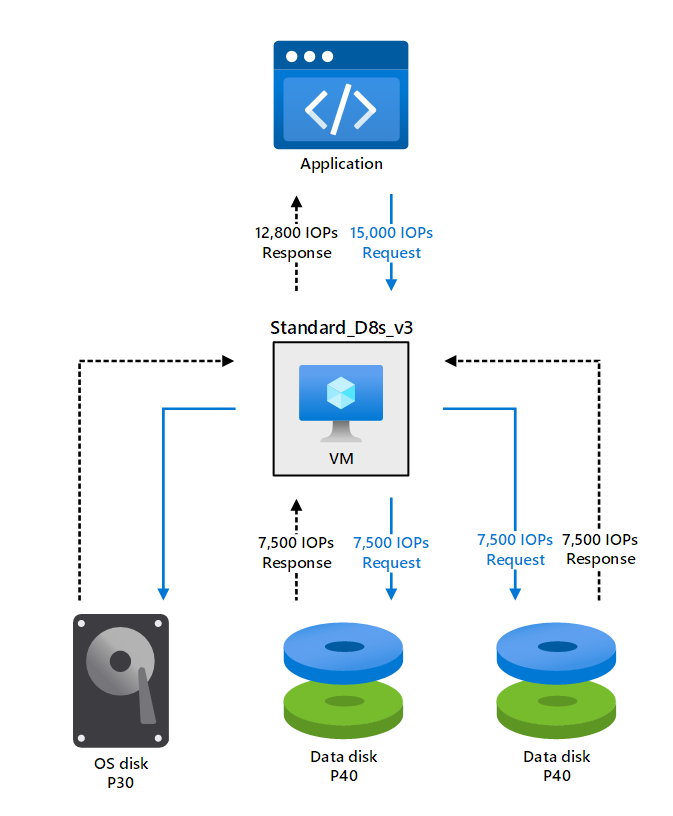 Application
12,800 IOPs
Response
15,000 IOPs
Request
Standard_D8s_v3
VM
7,500 IOPs
Response
7,500 IOPs
Request
7,500 IOPs
Request
7,500 IOPs
Response
OS disk
P30
Data disk
P40
Data disk
P40